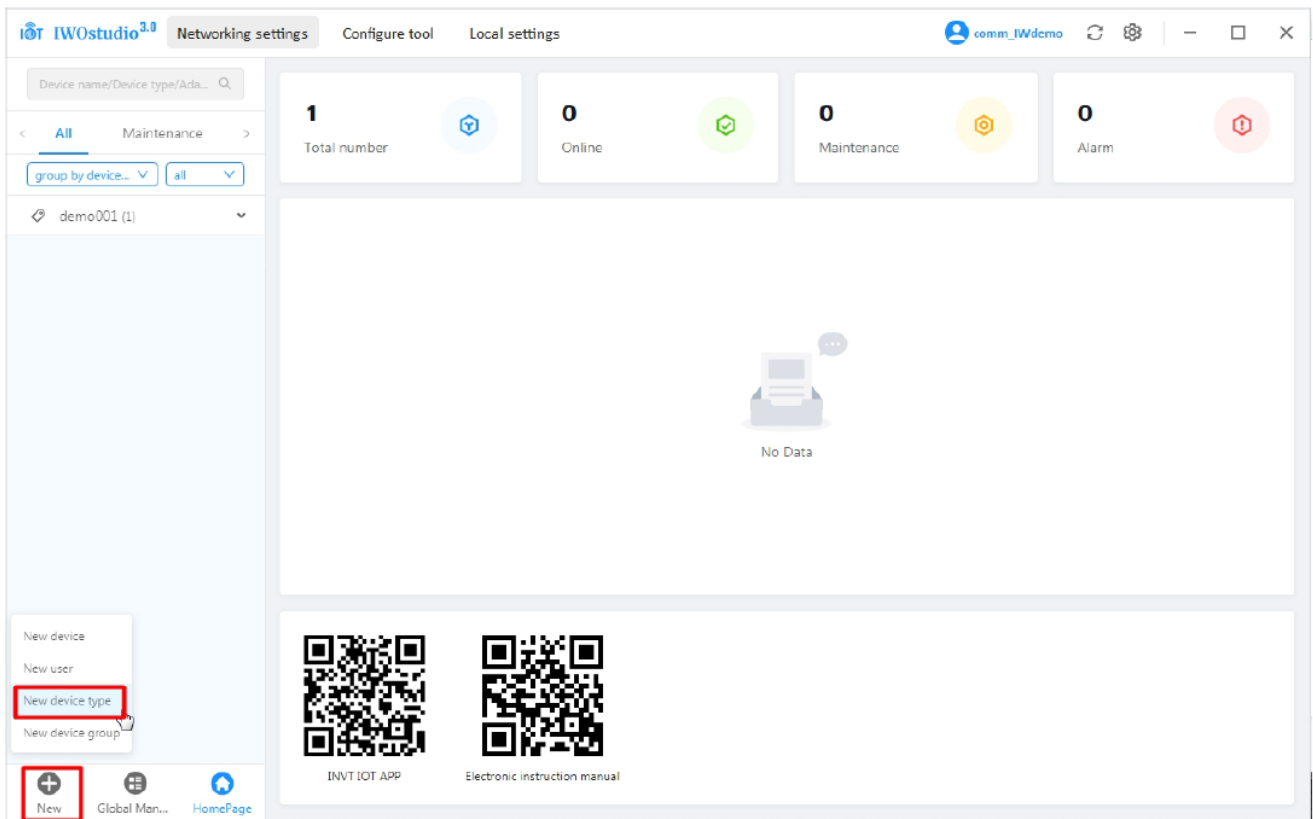 IOT IWOstudio3.0 Networking settings Configure tool Local settings comm_IWdemo
Device name/Device type/Ada...
All Maintenance
group by device... all
demo001 (1)
1
Total number
0
Online
0
Maintenance
0
Alarm
No Data
New device
New user
New device type
New device group
New Global Man... HomePage
INVT IOT APP
Electronic instruction manual